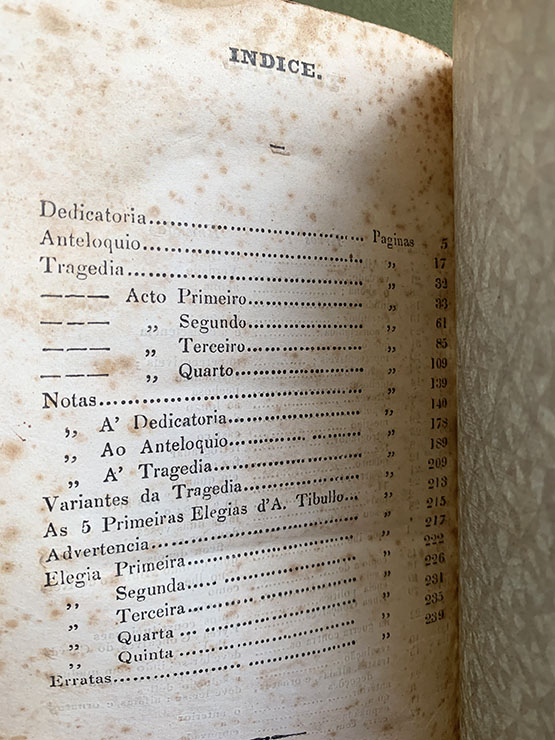 INDICE.
Dedicatoria.......................... Paginas 5
Anteloquio.......................... „ 17
Tragedia.......................... „ 32
——— Acto Primeiro.............. „ 33
——— „ Segundo.............. „ 61
——— „ Terceiro.............. „ 85
——— „ Quarto.............. „ 109
Notas.......................... „ 139
„ A' Dedicatoria.............. „ 140
„ Ao Anteloquio.............. „ 178
„ A' Tragedia.............. „ 189
Variantes da Tragedia.............. „ 209
As 5 Primeiras Elegias d'A. Tibullo... „ 213
Advertencia.......................... „ 215
Elegia Primeira.............. „ 217
„ Segunda..... .............. „ 222
„ Terceira.............. „ 226
„ Quarta ... .............. „ 231
„ Quinta .............. „ 235
Erratas.......................... „ 239